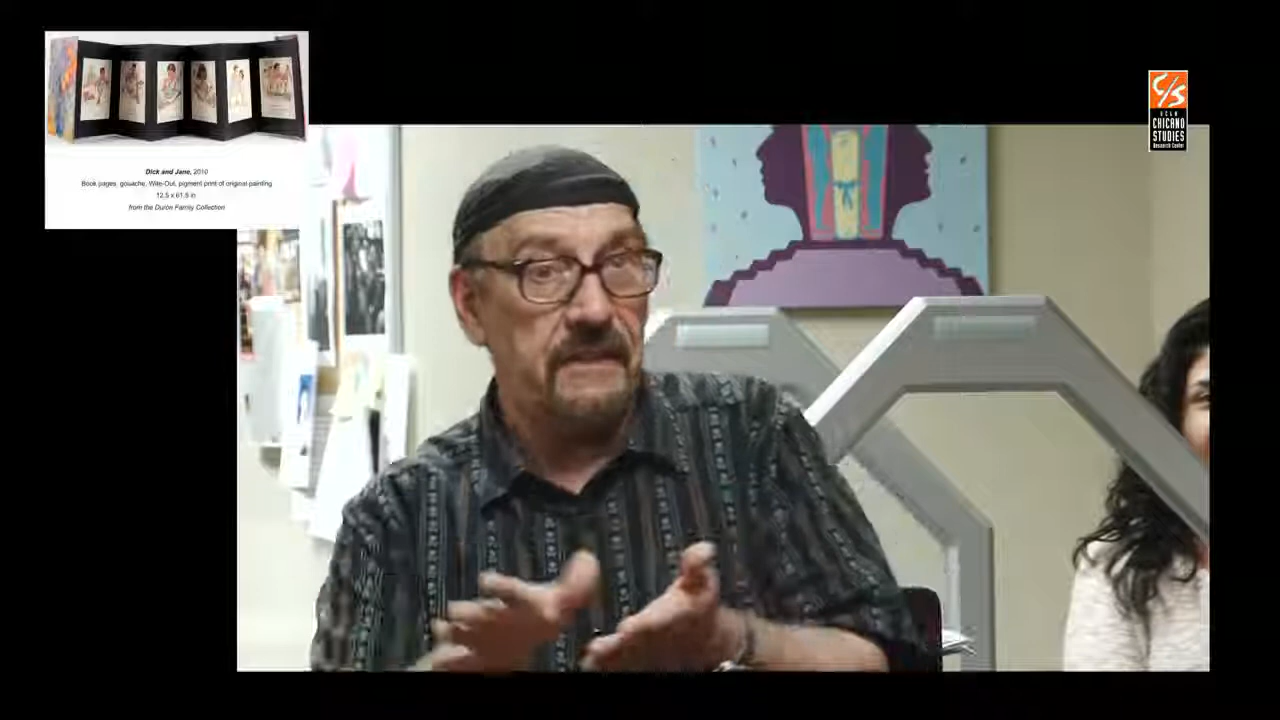 Dick and Jane, 2010
Book pages, gouache, Wite-Out, pigment print of original painting
12.5 x 61.5 in
from the Durón Family Collection
C/S
UCLA
CHICANO
STUDIES
Research Center